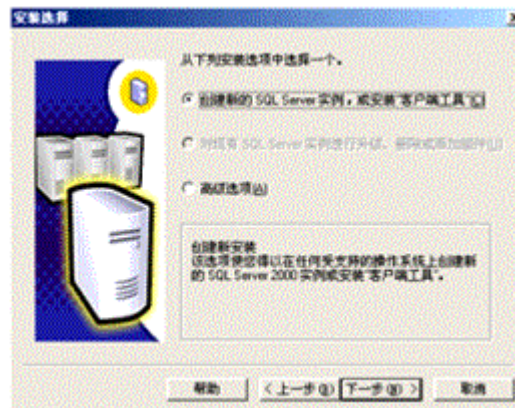 安装选择
从下列安装选项中选择一个。
创建新的 SQL Server 实例，或安装"客户端工具"(C)
对现有 SQL Server 实例进行升级、删除或添加组件(U)
高级选项(A)
创建新安装
该选项使您得以在任何受支持的操作系统上创建新
的 SQL Server 2000 实例或安装"客户端工具"。
帮助
< 上一步(B)
下一步(N) >
取消